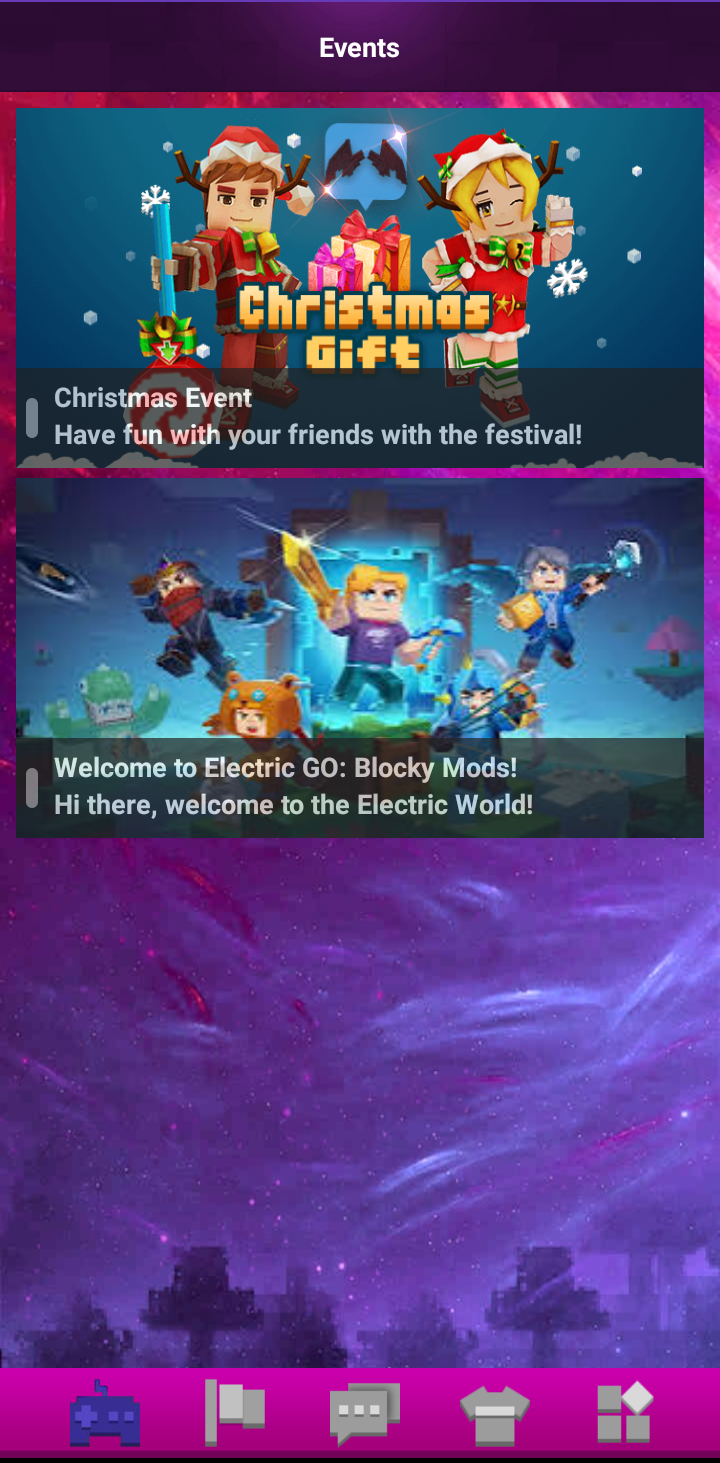 Events
Christmas
Gift
Christmas Event
Have fun with your friends with the festival!
Welcome to Electric GO: Blocky Mods!
Hi there, welcome to the Electric World!